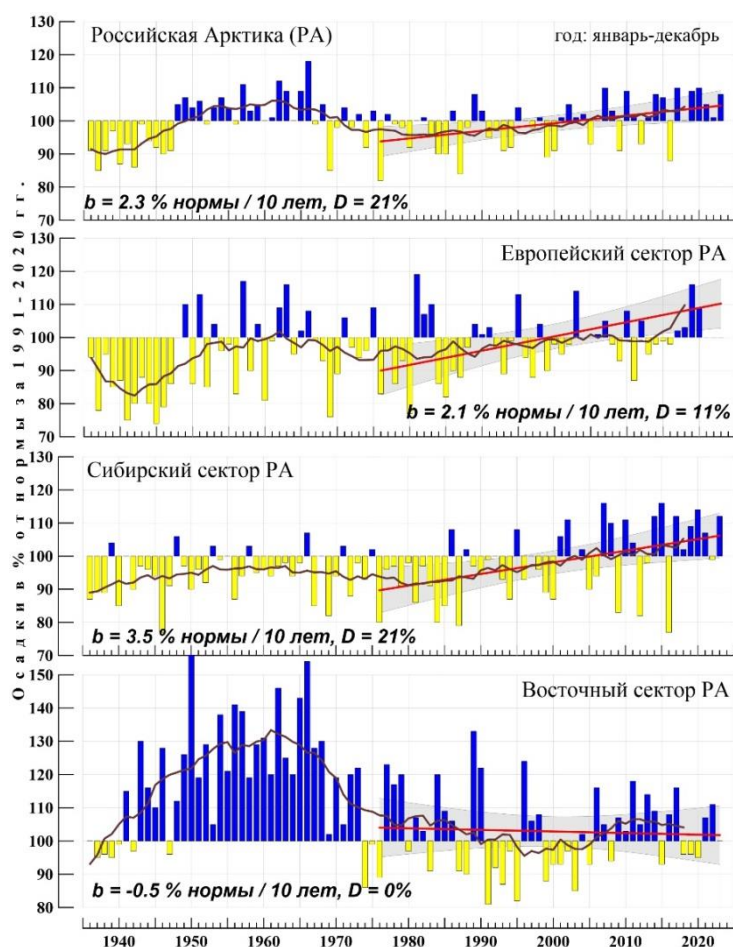 Осадки в % от нормы за 1991-2020 гг.
Российская Арктика (РА)
год: январь-декабрь
130
120
110
100
90
80
70
b = 2.3 % нормы / 10 лет, D = 21%
Европейский сектор РА
130
120
110
100
90
80
70
b = 2.1 % нормы / 10 лет, D = 11%
Сибирский сектор РА
130
120
110
100
90
80
70
b = 3.5 % нормы / 10 лет, D = 21%
Восточный сектор РА
150
140
130
120
110
100
90
80
b = -0.5 % нормы / 10 лет, D = 0%
1940 1950 1960 1970 1980 1990 2000 2010 2020